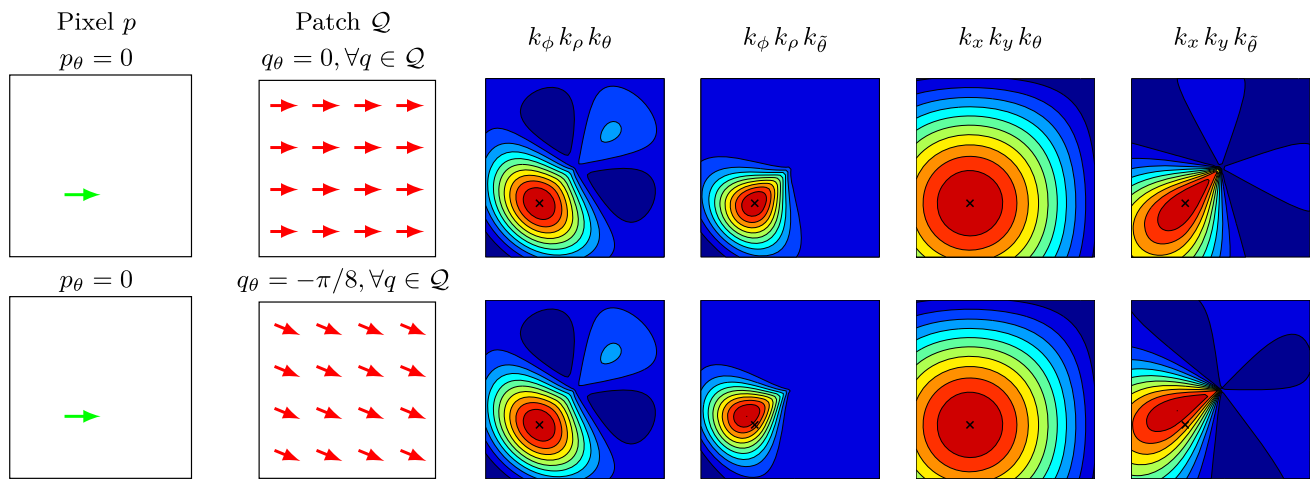 Pixel p
Patch 𝒬
p_θ = 0
q_θ = 0, ∀q ∈ 𝒬
k_ϕ k_ρ k_θ
k_ϕ k_ρ k_θ̃
k_x k_y k_θ
k_x k_y k_θ̃
p_θ = 0
q_θ = −π/8, ∀q ∈ 𝒬